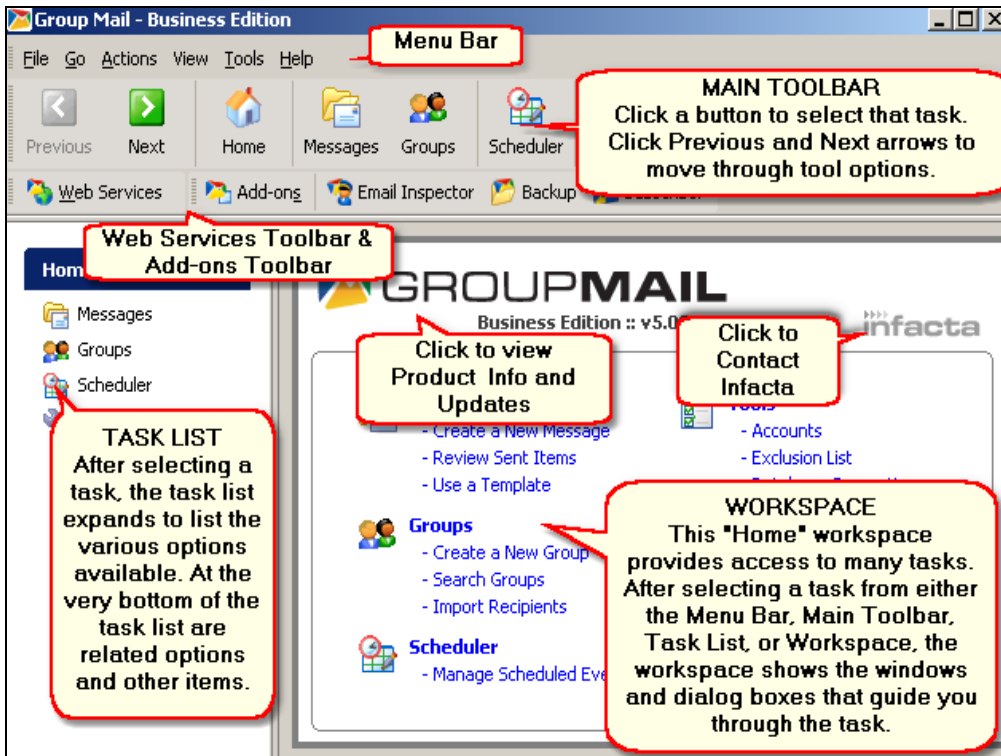 Group Mail - Business Edition
File Go Actions View Tools Help
Menu Bar
Previous Next Home Messages Groups Scheduler
MAIN TOOLBAR
Click a button to select that task.
Click Previous and Next arrows to
move through tool options.
Web Services Add-ons Email Inspector Backup
Web Services Toolbar &
Add-ons Toolbar
Messages
Groups
Scheduler
TASK LIST
After selecting a
task, the task list
expands to list the
various options
available. At the
very bottom of the
task list are
related options
and other items.
GROUPMAIL
Business Edition :: v5.0
infacta
Click to view
Product Info and
Updates
Click to
Contact
Infacta
- Create a New Message
- Review Sent Items
- Use a Template
Tools
- Accounts
- Exclusion List
Groups
- Create a New Group
- Search Groups
- Import Recipients
Scheduler
- Manage Scheduled
WORKSPACE
This "Home" workspace
provides access to many tasks.
After selecting a task from either
the Menu Bar, Main Toolbar,
Task List, or Workspace, the
workspace shows the windows
and dialog boxes that guide you
through the task.